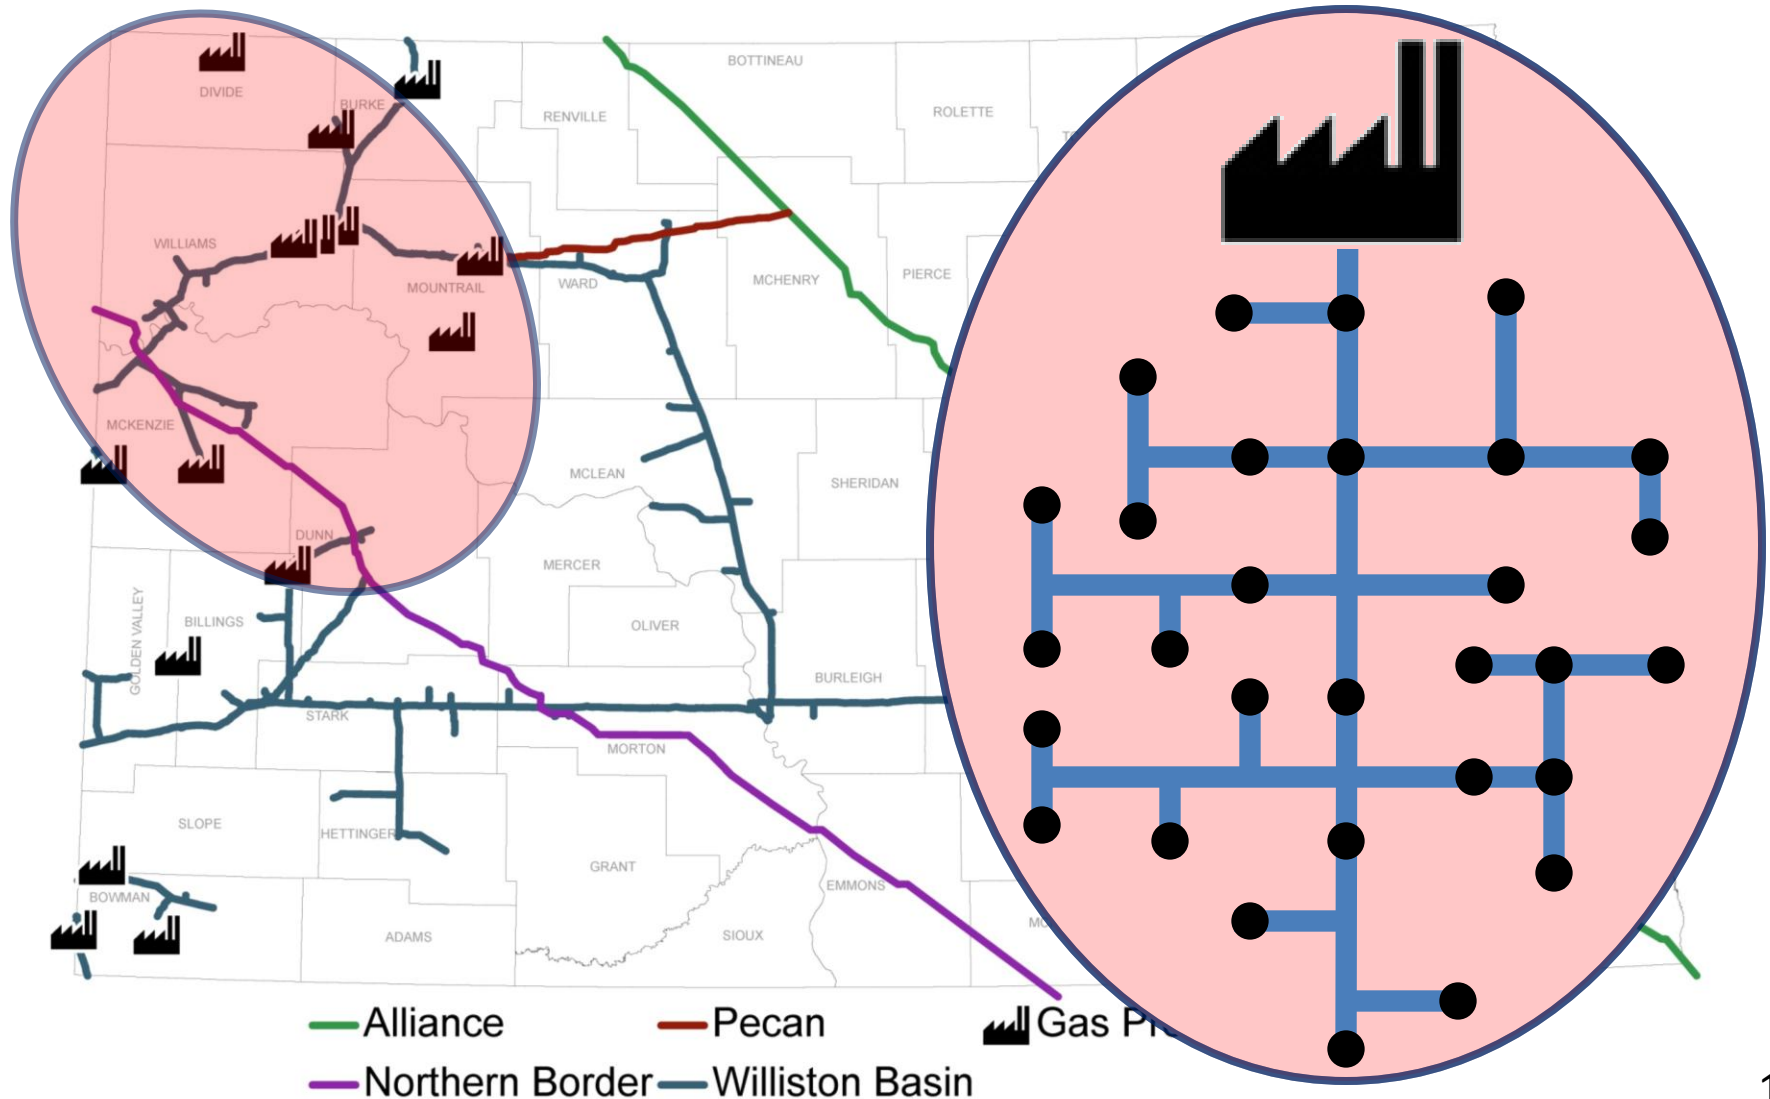 BOTTINEAU
DIVIDE
BURKE
RENVILLE
ROLETTE
WILLIAMS
MOUNTRAIL
WARD
MCHENRY
PIERCE
MCKENZIE
MCLEAN
SHERIDAN
DUNN
MERCER
GOLDEN VALLEY
BILLINGS
OLIVER
BURLEIGH
STARK
MORTON
SLOPE
HETTINGER
GRANT
EMMONS
BOWMAN
ADAMS
SIOUX
Alliance
Pecan
Gas
Northern Border
Williston Basin